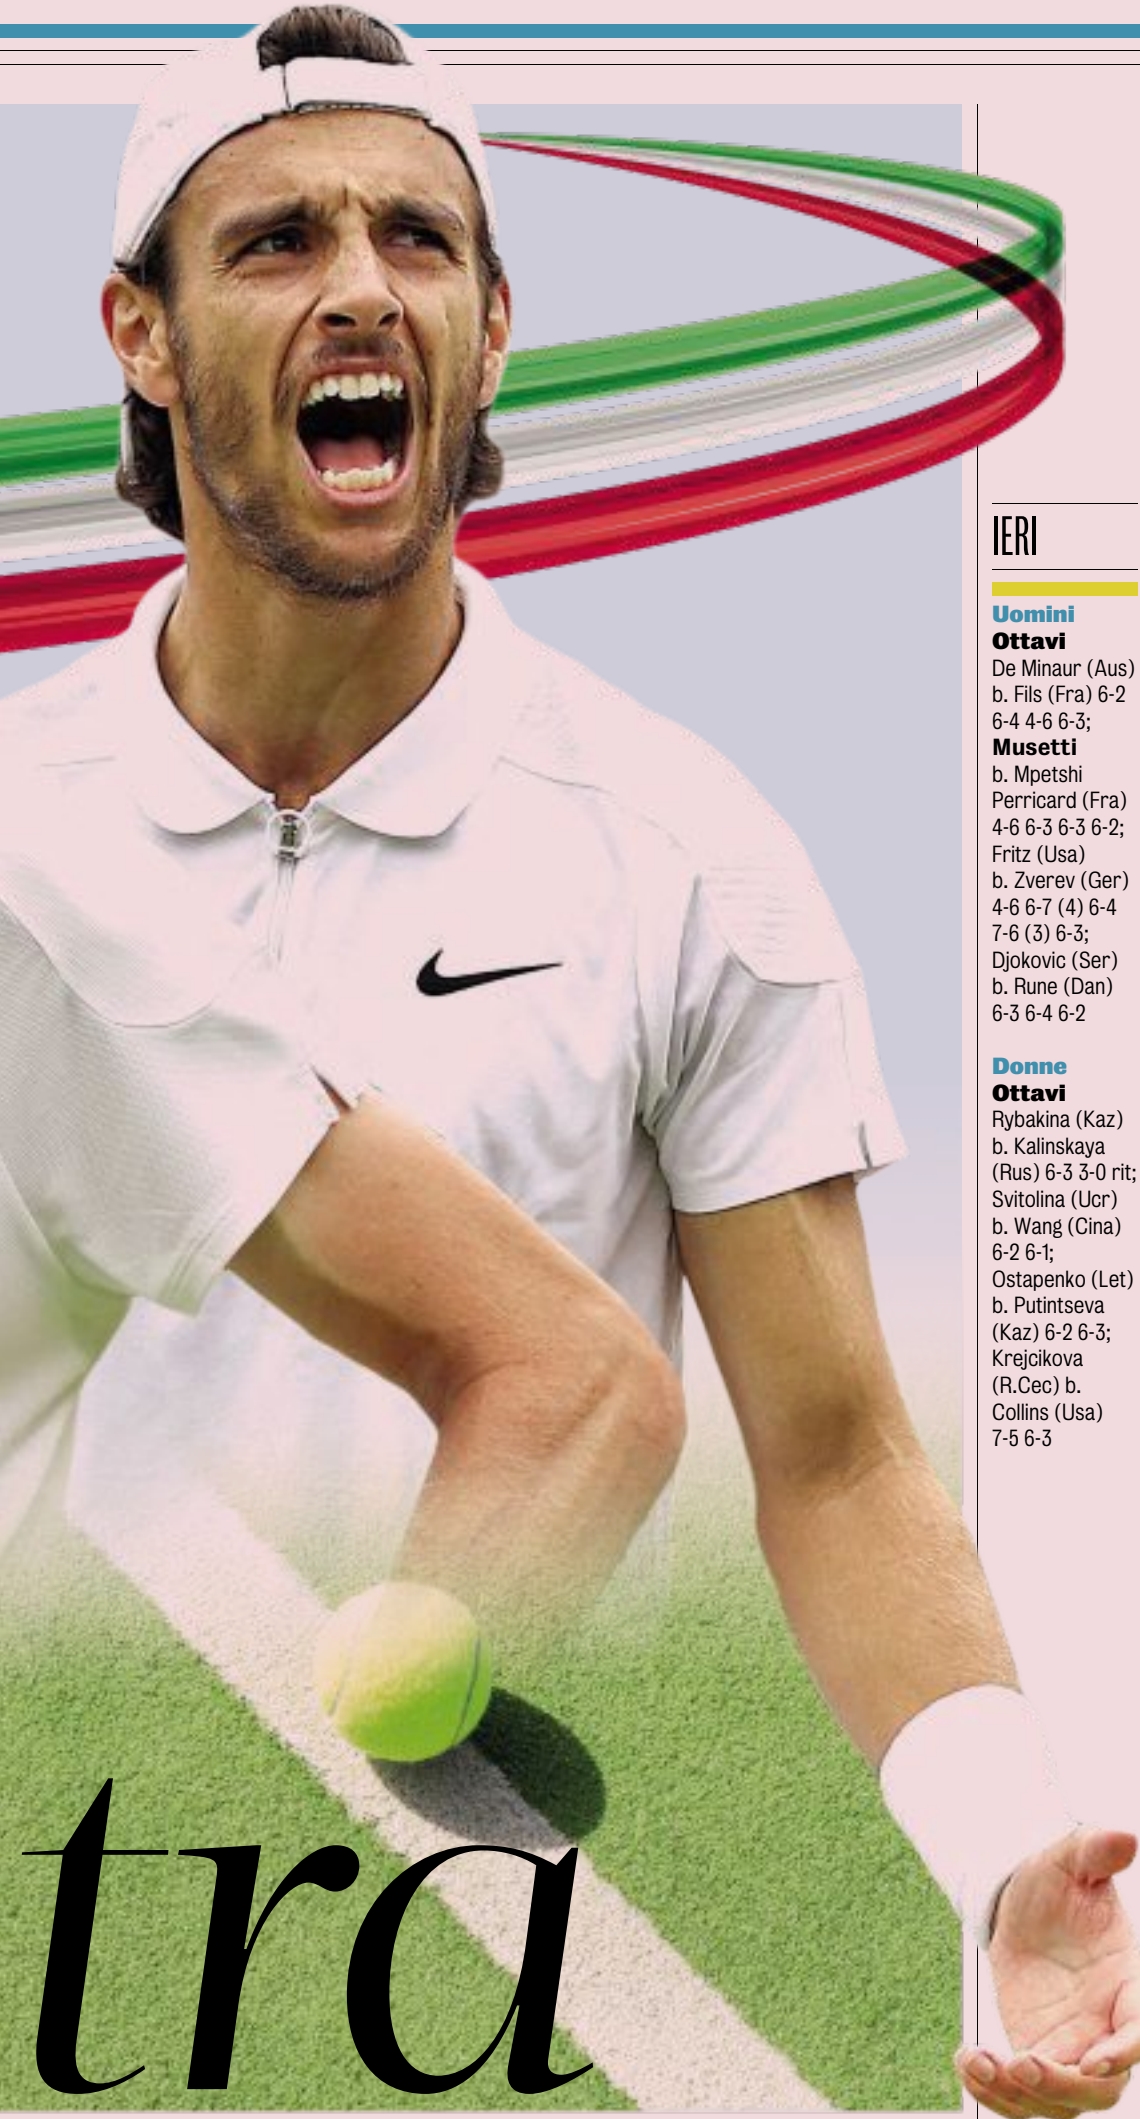 IERI
Uomini
Ottavi
De Minaur (Aus)
b. Fils (Fra) 6-2
6-4 4-6 6-3;
Musetti
b. Mpetshi
Perricard (Fra)
4-6 6-3 6-3 6-2;
Fritz (Usa)
b. Zverev (Ger)
4-6 6-7 (4) 6-4
7-6 (3) 6-3;
Djokovic (Ser)
b. Rune (Dan)
6-3 6-4 6-2
Donne
Ottavi
Rybakina (Kaz)
b. Kalinskaya
(Rus) 6-3 3-0 rit;
Svitolina (Ucr)
b. Wang (Cina)
6-2 6-1;
Ostapenko (Let)
b. Putintseva
(Kaz) 6-2 6-3;
Krejcikova
(R.Cec) b.
Collins (Usa)
7-5 6-3
tra